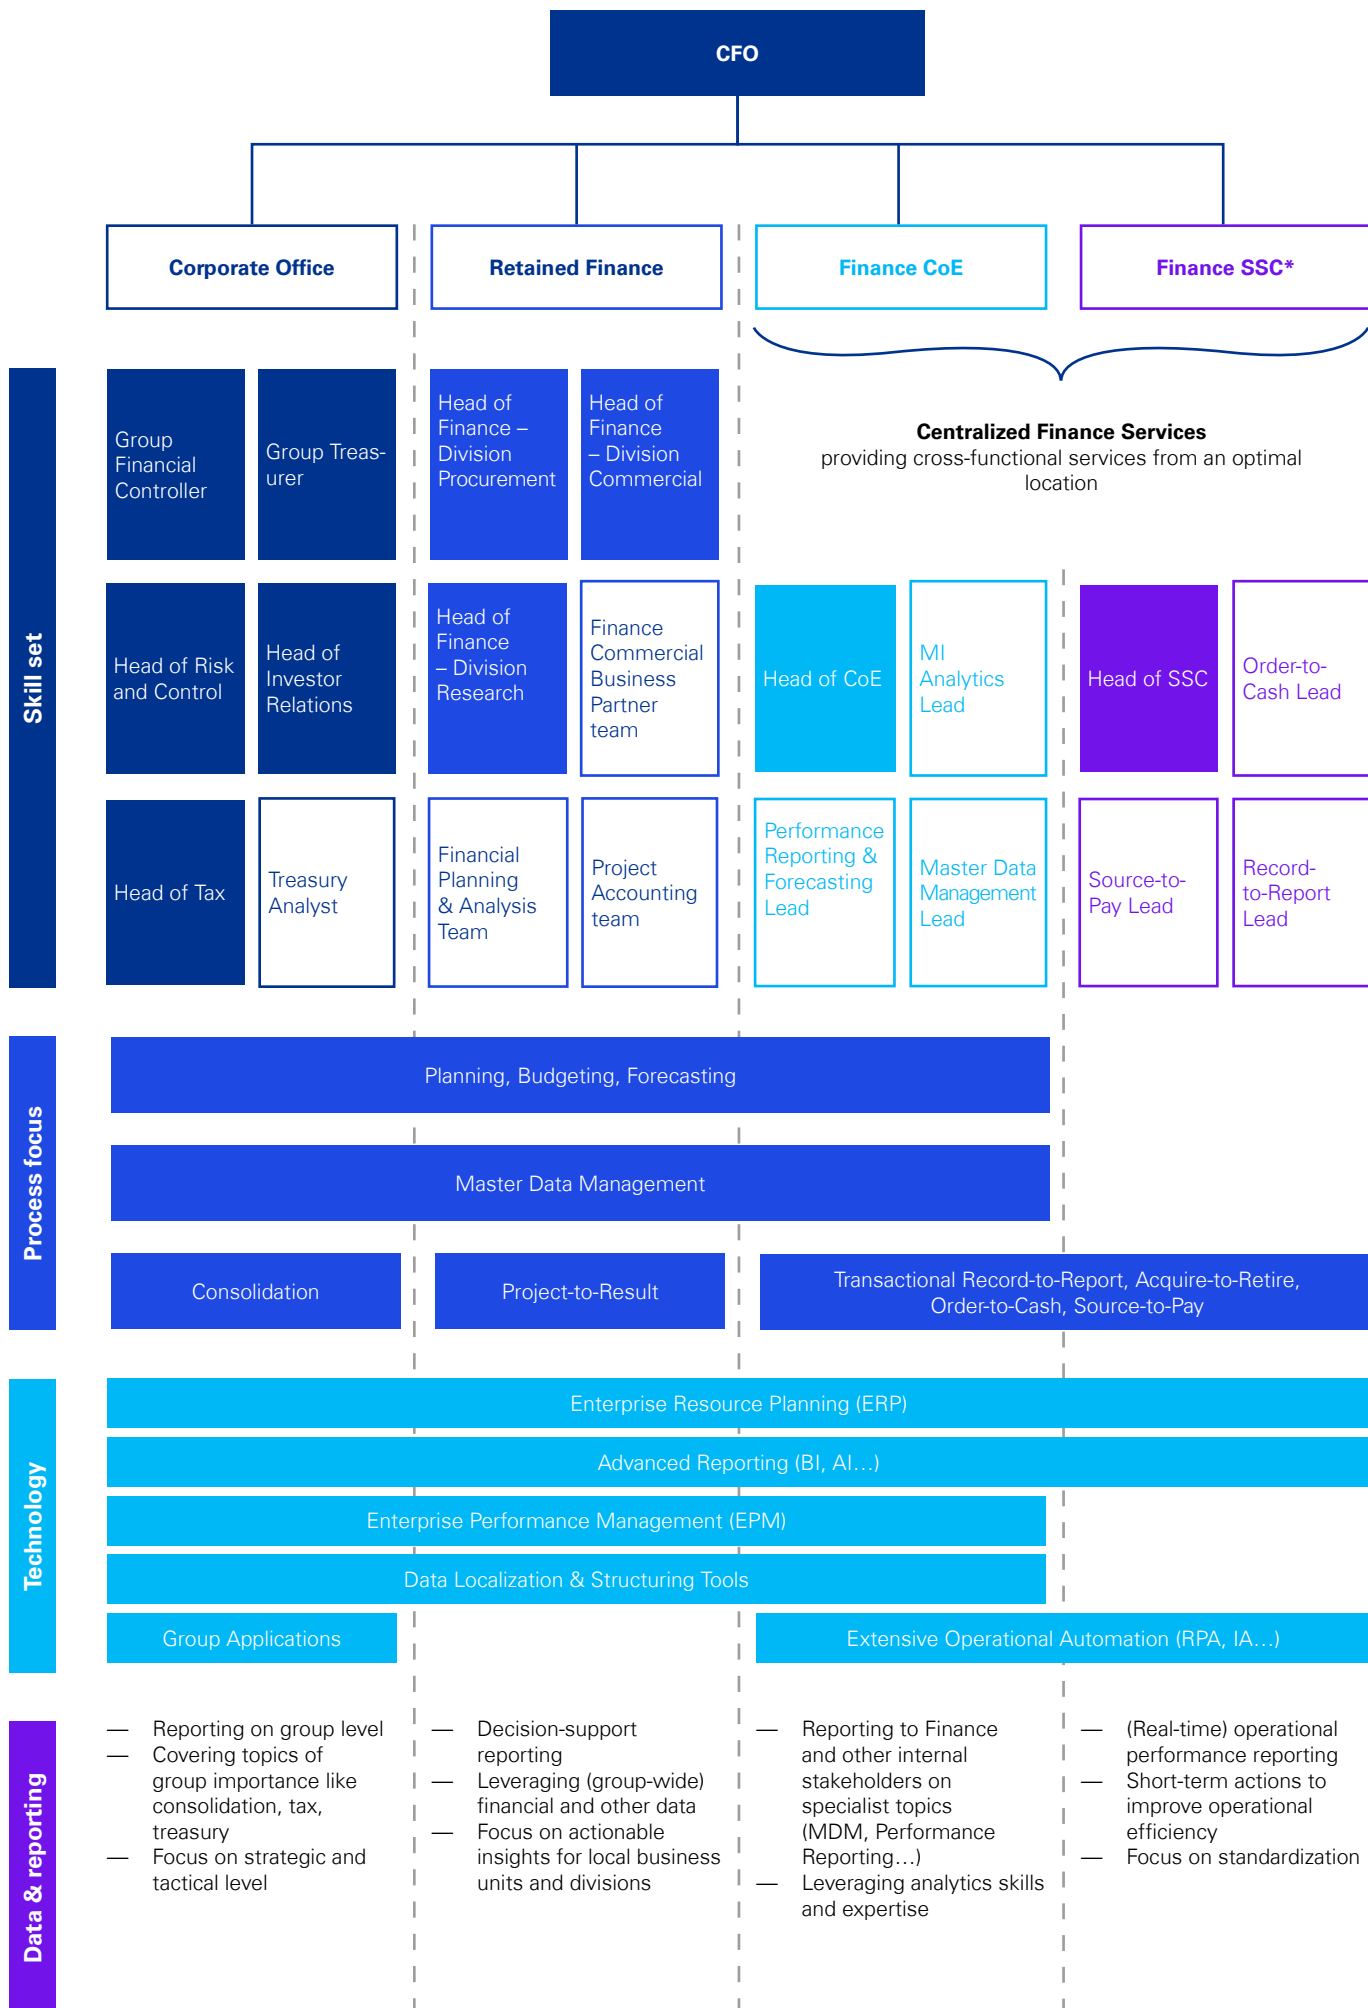 CFO
Corporate Office
Retained Finance
Finance CoE
Finance SSC*
Centralized Finance Services
providing cross-functional services from an optimal
location
Skill set
Group
Financial
Controller
Group Treas-
urer
Head of
Finance –
Division
Procurement
Head of
Finance
– Division
Commercial
Head of Risk
and Control
Head of
Investor
Relations
Head of
Finance
– Division
Research
Finance
Commercial
Business
Partner
team
Head of CoE
MI
Analytics
Lead
Head of SSC
Order-to-
Cash Lead
Head of Tax
Treasury
Analyst
Financial
Planning
& Analysis
Team
Project
Accounting
team
Performance
Reporting &
Forecasting
Lead
Master Data
Management
Lead
Source-to-
Pay Lead
Record-
to-Report
Lead
Process focus
Planning, Budgeting, Forecasting
Master Data Management
Consolidation
Project-to-Result
Transactional Record-to-Report, Acquire-to-Retire,
Order-to-Cash, Source-to-Pay
Technology
Enterprise Resource Planning (ERP)
Advanced Reporting (BI, AI…)
Enterprise Performance Management (EPM)
Data Localization & Structuring Tools
Group Applications
Extensive Operational Automation (RPA, IA…)
Data & reporting
— Reporting on group level
— Covering topics of
group importance like
consolidation, tax,
treasury
— Focus on strategic and
tactical level
— Decision-support
reporting
— Leveraging (group-wide)
financial and other data
— Focus on actionable
insights for local business
units and divisions
— Reporting to Finance
and other internal
stakeholders on
specialist topics
(MDM, Performance
Reporting…)
— Leveraging analytics skills
and expertise
— (Real-time) operational
performance reporting
— Short-term actions to
improve operational
efficiency
— Focus on standardization